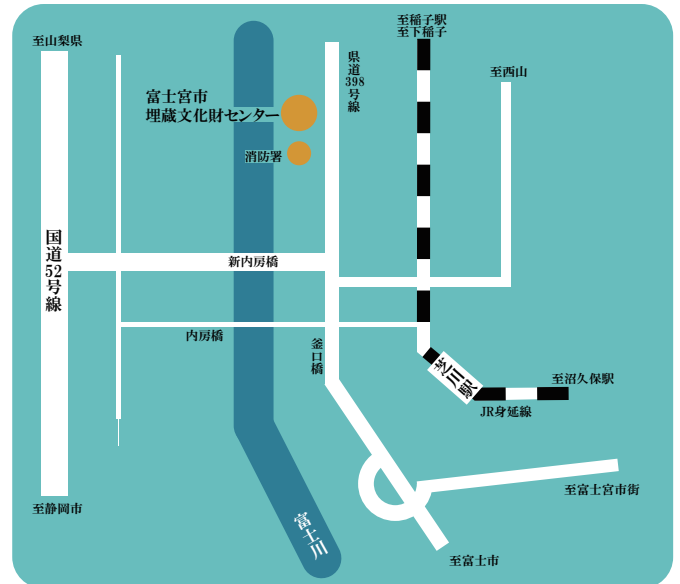 至山梨県
至稲子駅
至下稲子
県道398号線
至西山
富士宮市
埋蔵文化財センター
消防署
国道52号線
新内房橋
内房橋
釜口橋
芝川駅
至沼久保駅
JR身延線
至富士宮市街
至静岡市
富士川
至富士市